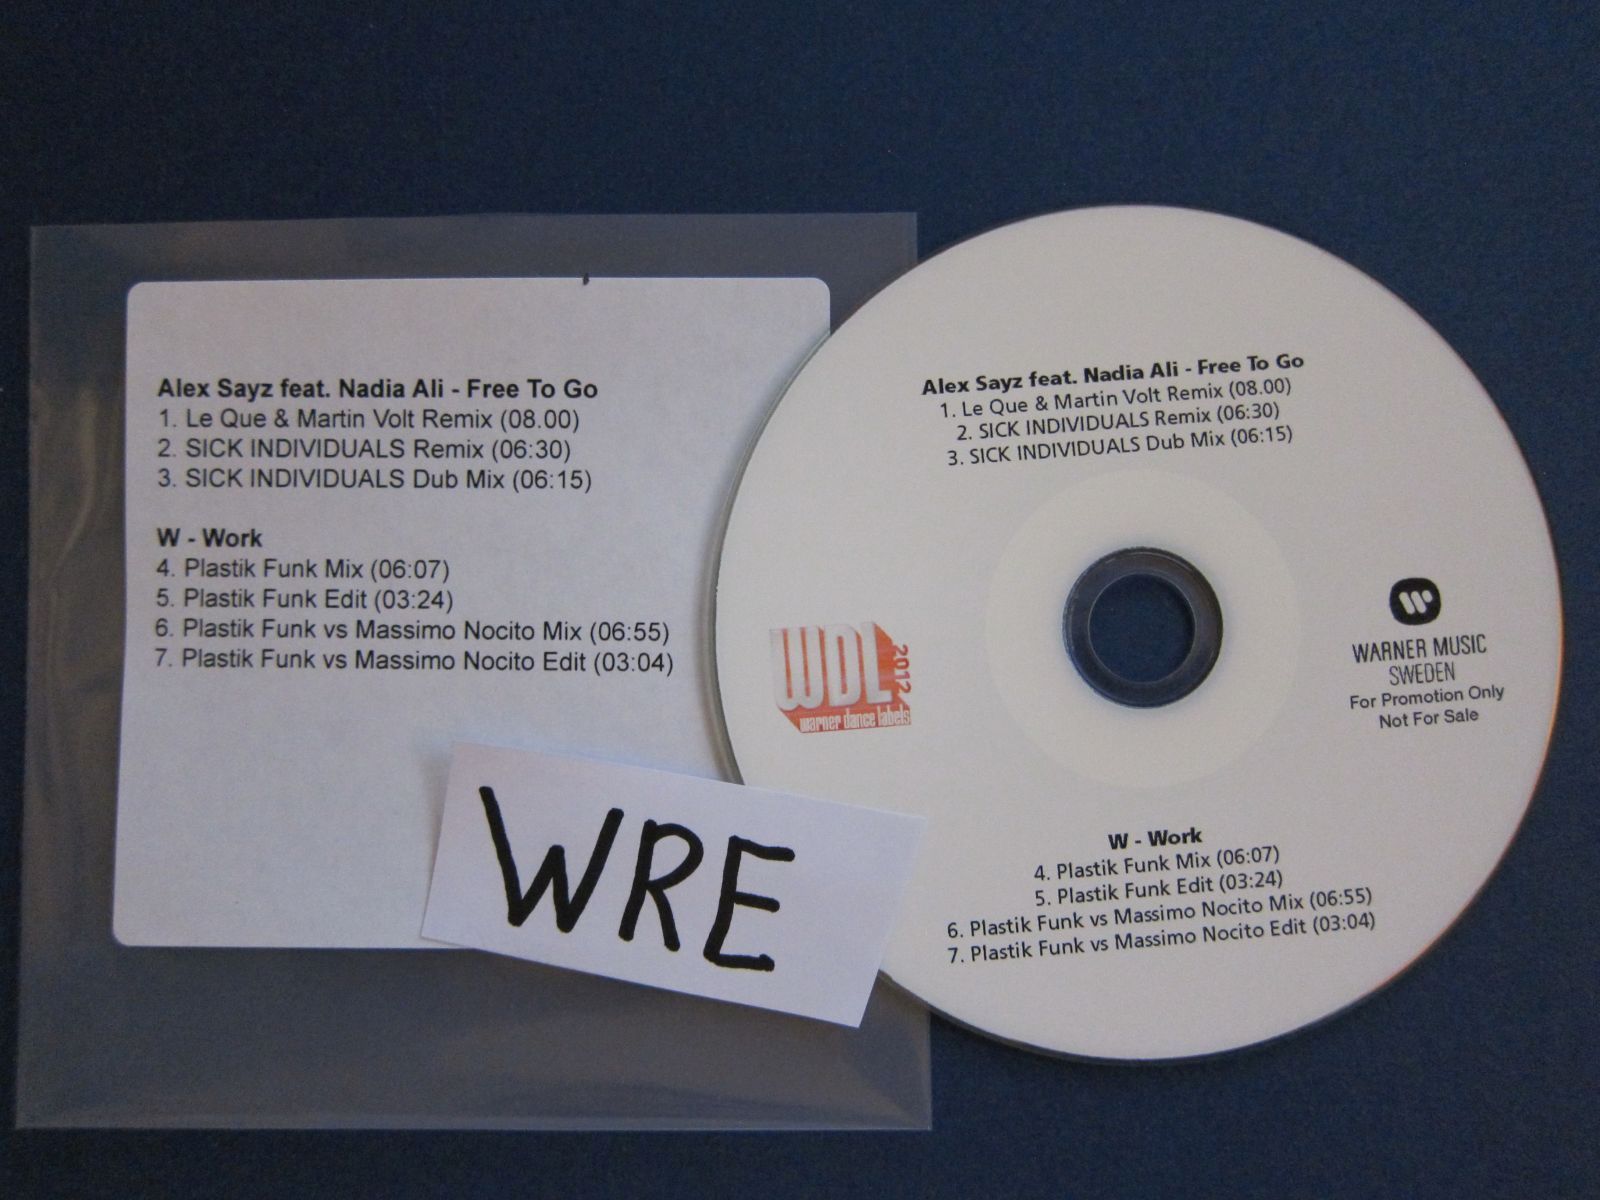 Alex Sayz feat. Nadia Ali - Free To Go
1. Le Que & Martin Volt Remix (08.00)
2. SICK INDIVIDUALS Remix (06:30)
3. SICK INDIVIDUALS Dub Mix (06:15)
W - Work
4. Plastik Funk Mix (06:07)
5. Plastik Funk Edit (03:24)
6. Plastik Funk vs Massimo Nocito Mix (06:55)
7. Plastik Funk vs Massimo Nocito Edit (03:04)
WRE
Alex Sayz feat. Nadia Ali - Free To Go
1. Le Que & Martin Volt Remix (08.00)
2. SICK INDIVIDUALS Remix (06:30)
3. SICK INDIVIDUALS Dub Mix (06:15)
WDL 2012
warner dance labels
WARNER MUSIC
SWEDEN
For Promotion Only
Not For Sale
W - Work
4. Plastik Funk Mix (06:07)
5. Plastik Funk Edit (03:24)
6. Plastik Funk vs Massimo Nocito Mix (06:55)
7. Plastik Funk vs Massimo Nocito Edit (03:04)